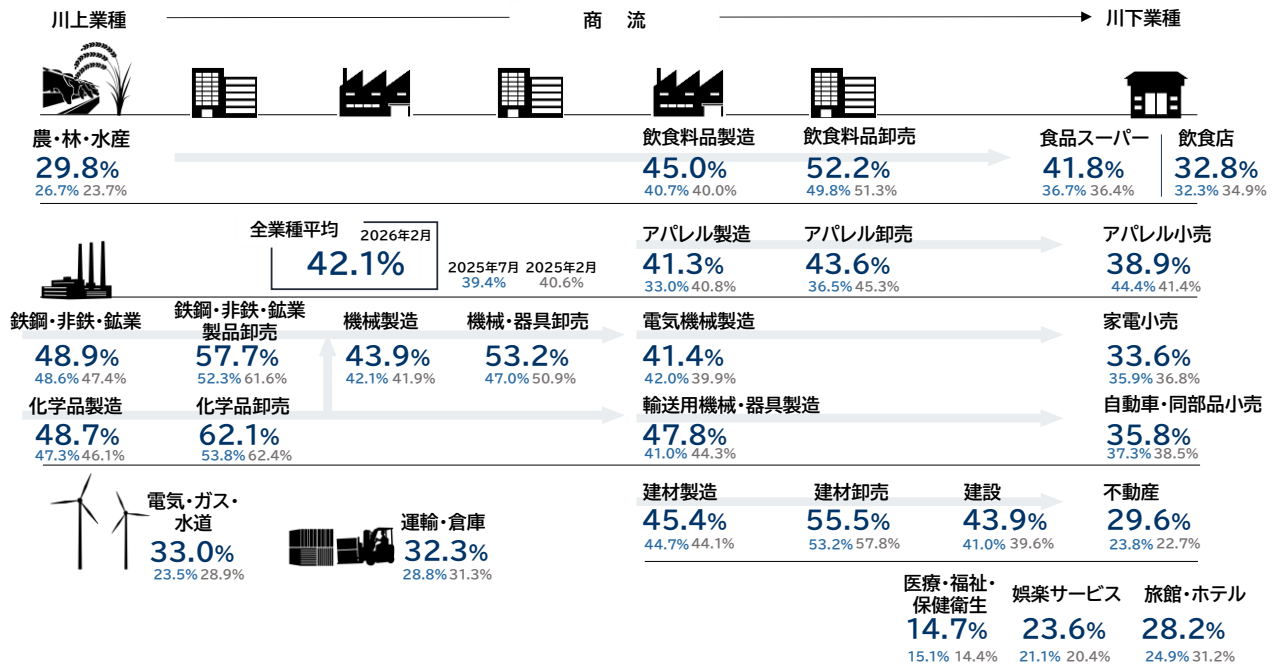 川上業種 商 流 川下業種
農・林・水産
29.8%
26.7% 23.7%
飲食料品製造
45.0%
40.7% 40.0%
飲食料品卸売
52.2%
49.8% 51.3%
食品スーパー
41.8%
36.7% 36.4%
飲食店
32.8%
32.3% 34.9%
全業種平均 2026年2月
42.1%
2025年7月 2025年2月
39.4% 40.6%
アパレル製造
41.3%
33.0% 40.8%
アパレル卸売
43.6%
36.5% 45.3%
アパレル小売
38.9%
44.4% 41.4%
鉄鋼・非鉄・鉱業
48.9%
48.6% 47.4%
鉄鋼・非鉄・鉱業
製品卸売
57.7%
52.3% 61.6%
機械製造
43.9%
42.1% 41.9%
機械・器具卸売
53.2%
47.0% 50.9%
電気機械製造
41.4%
42.0% 39.9%
家電小売
33.6%
35.9% 36.8%
化学品製造
48.7%
47.3% 46.1%
化学品卸売
62.1%
53.8% 62.4%
輸送用機械・器具製造
47.8%
41.0% 44.3%
自動車・同部品小売
35.8%
37.3% 38.5%
電気・ガス・
水道
33.0%
23.5% 28.9%
運輸・倉庫
32.3%
28.8% 31.3%
建材製造
45.4%
44.7% 44.1%
建材卸売
55.5%
53.2% 57.8%
建設
43.9%
41.0% 39.6%
不動産
29.6%
23.8% 22.7%
医療・福祉・
保健衛生
14.7%
15.1% 14.4%
娯楽サービス
23.6%
21.1% 20.4%
旅館・ホテル
28.2%
24.9% 31.2%